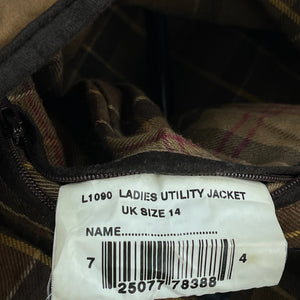 L1090 LADIES UTILITY JACKET
UK SIZE 14
NAME........................
7 25077 78388 4